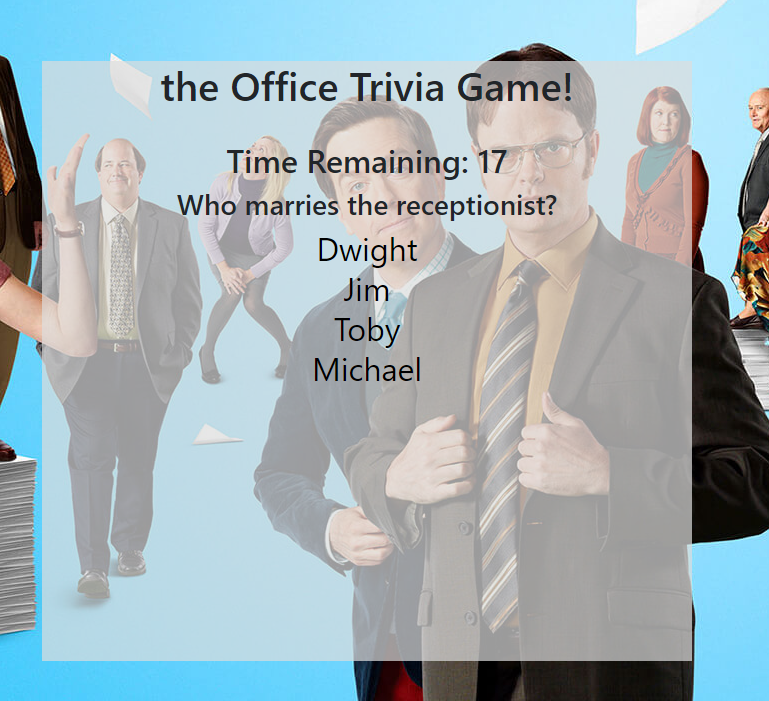 the Office Trivia Game!
Time Remaining: 17
Who marries the receptionist?
Dwight
Jim
Toby
Michael